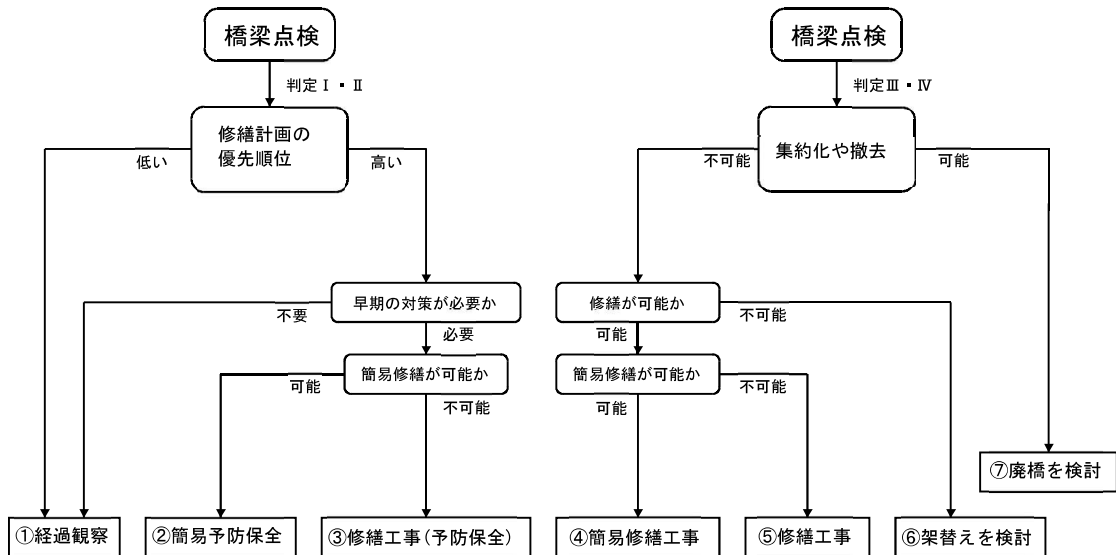 橋梁点検
判定Ⅰ・Ⅱ
修繕計画の
優先順位
低い
高い
早期の対策が必要か
不要
必要
簡易修繕が可能か
可能
不可能
①経過観察
②簡易予防保全
③修繕工事(予防保全)
橋梁点検
判定Ⅲ・Ⅳ
集約化や撤去
不可能
可能
修繕が可能か
可能
不可能
簡易修繕が可能か
可能
不可能
④簡易修繕工事
⑤修繕工事
⑥架替えを検討
⑦廃橋を検討